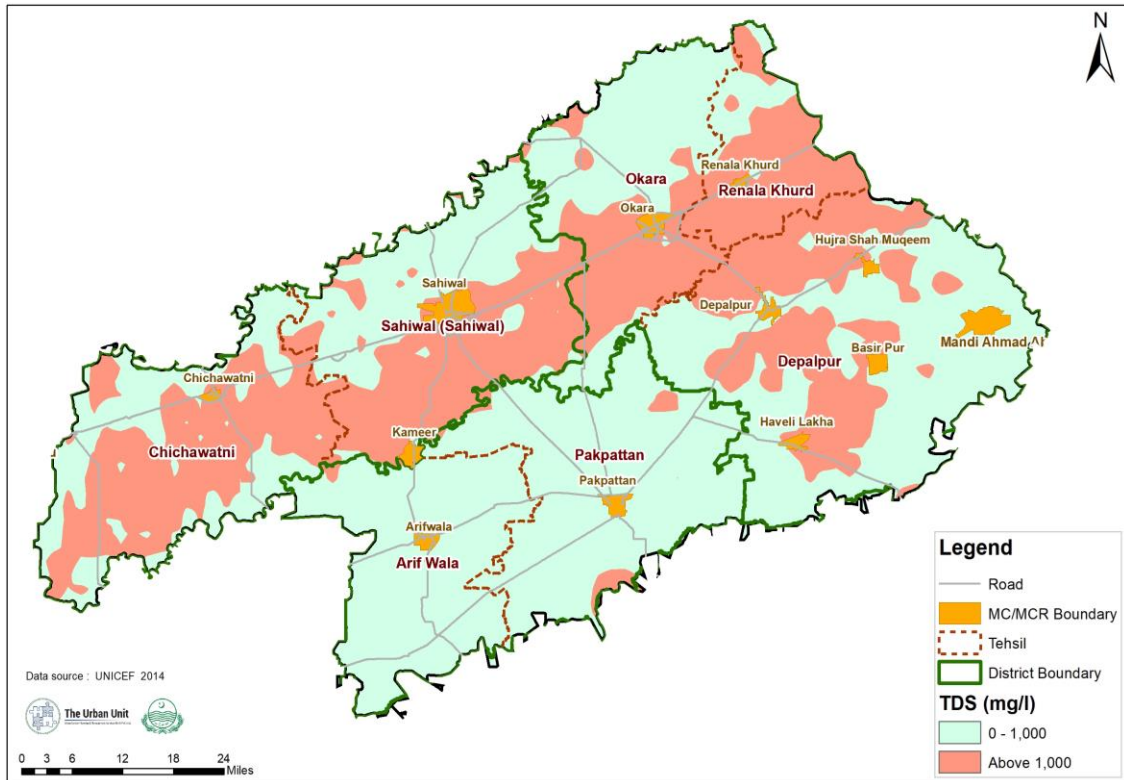 N
Renala Khurd
Okara
Renala Khurd
Okara
Hujra Shah Muqeem
Sahiwal
Depalpur
Sahiwal (Sahiwal)
Mandi Ahmad Ab
Basir Pur
Depalpur
Chichawatni
Haveli Lakha
Kameer
Chichawatni
Pakpattan
Pakpattan
Arifwala
Arif Wala
Legend
Road
MC/MCR Boundary
Tehsil
District Boundary
TDS (mg/l)
0 - 1,000
Above 1,000
Data source : UNICEF 2014
The Urban Unit
0 3 6 12 18 24
Miles